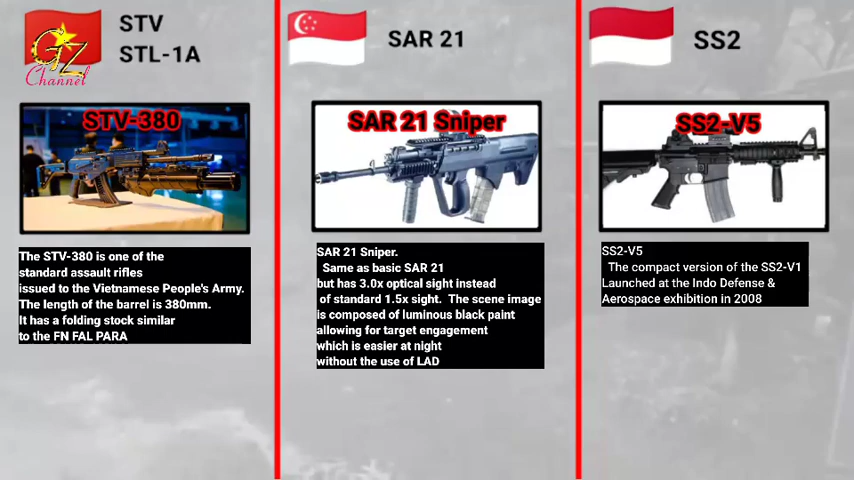 GZ
Channel
STV
STL-1A
STV-380
The STV-380 is one of the
standard assault rifles
issued to the Vietnamese People's Army.
The length of the barrel is 380mm.
It has a folding stock similar
to the FN FAL PARA
SAR 21
SAR 21 Sniper
SAR 21 Sniper.
Same as basic SAR 21
but has 3.0x optical sight instead
of standard 1.5x sight. The scene image
is composed of luminous black paint
allowing for target engagement
which is easier at night
without the use of LAD
SS2
SS2-V5
SS2-V5
The compact version of the SS2-V1
Launched at the Indo Defense &
Aerospace exhibition in 2008